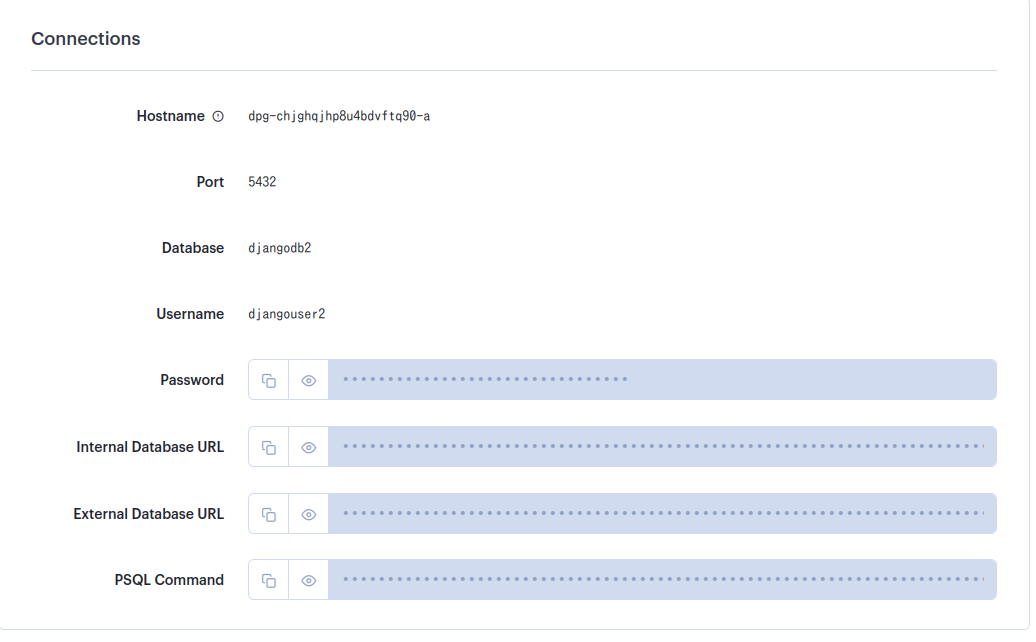 Connections
Hostname
dpg-chjghqjhp8u4bdvftq90-a
Port
5432
Database
djangodb2
Username
djangouser2
Password
Internal Database URL
External Database URL
PSQL Command